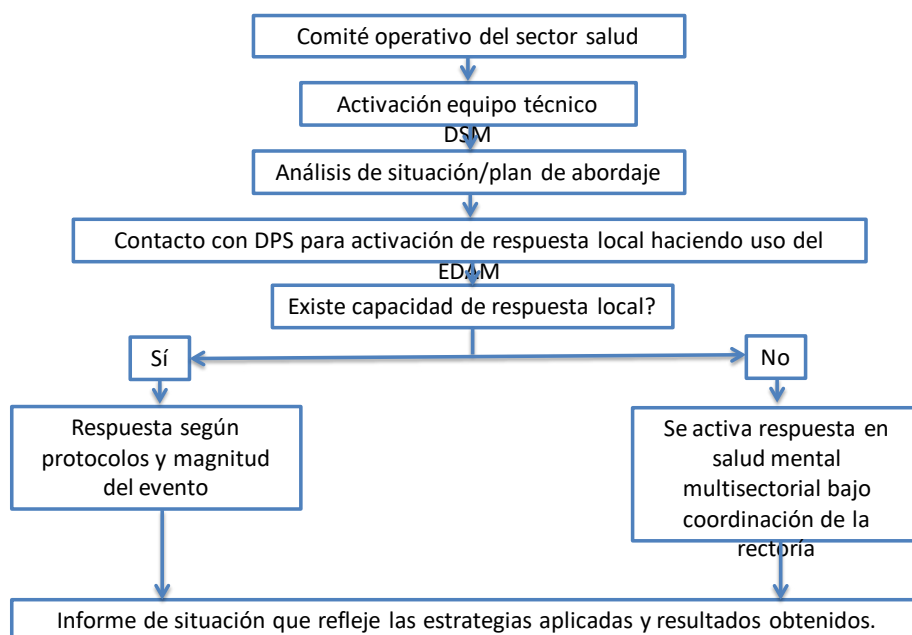 Comité operativo del sector salud
Activación equipo técnico
DSM
Análisis de situación/plan de abordaje
Contacto con DPS para activación de respuesta local haciendo uso del
EDAM
Existe capacidad de respuesta local?
Sí
No
Respuesta según
protocolos y magnitud
del evento
Se activa respuesta en
salud mental
multisectorial bajo
coordinación de la
rectoría
Informe de situación que refleje las estrategias aplicadas y resultados obtenidos.